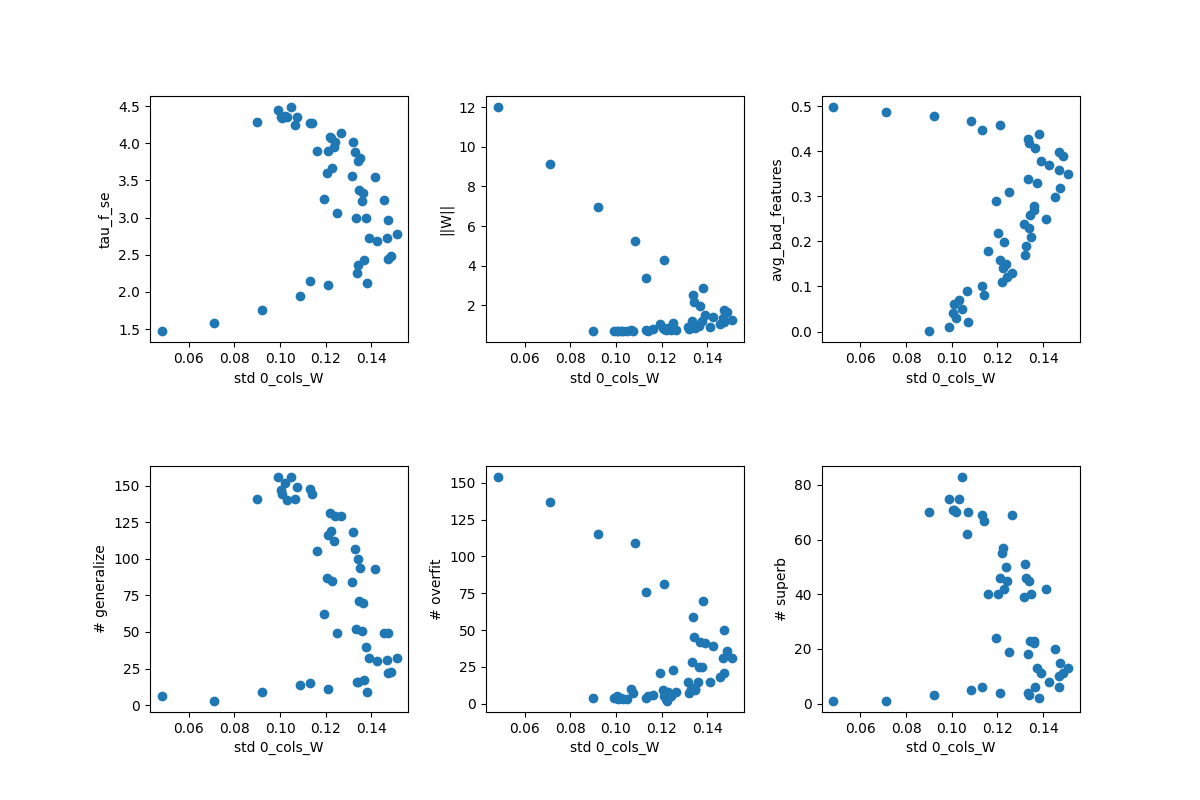 4.5
4.0
3.5
3.0
2.5
2.0
1.5
tau_f_se
0.06 0.08 0.10 0.12 0.14
std 0_cols_W
12
10
8
6
4
2
||W||
0.06 0.08 0.10 0.12 0.14
std 0_cols_W
0.5
0.4
0.3
0.2
0.1
0.0
avg_bad_features
0.06 0.08 0.10 0.12 0.14
std 0_cols_W
150
125
100
75
50
25
0
# generalize
0.06 0.08 0.10 0.12 0.14
std 0_cols_W
150
125
100
75
50
25
0
# overfit
0.06 0.08 0.10 0.12 0.14
std 0_cols_W
80
60
40
20
0
# superb
0.06 0.08 0.10 0.12 0.14
std 0_cols_W